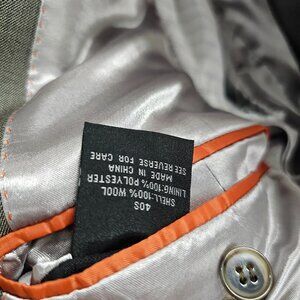 40S
SHELL:100% WOOL
LINING:100% POLYESTER
MADE IN CHINA
SEE REVERSE FOR CARE